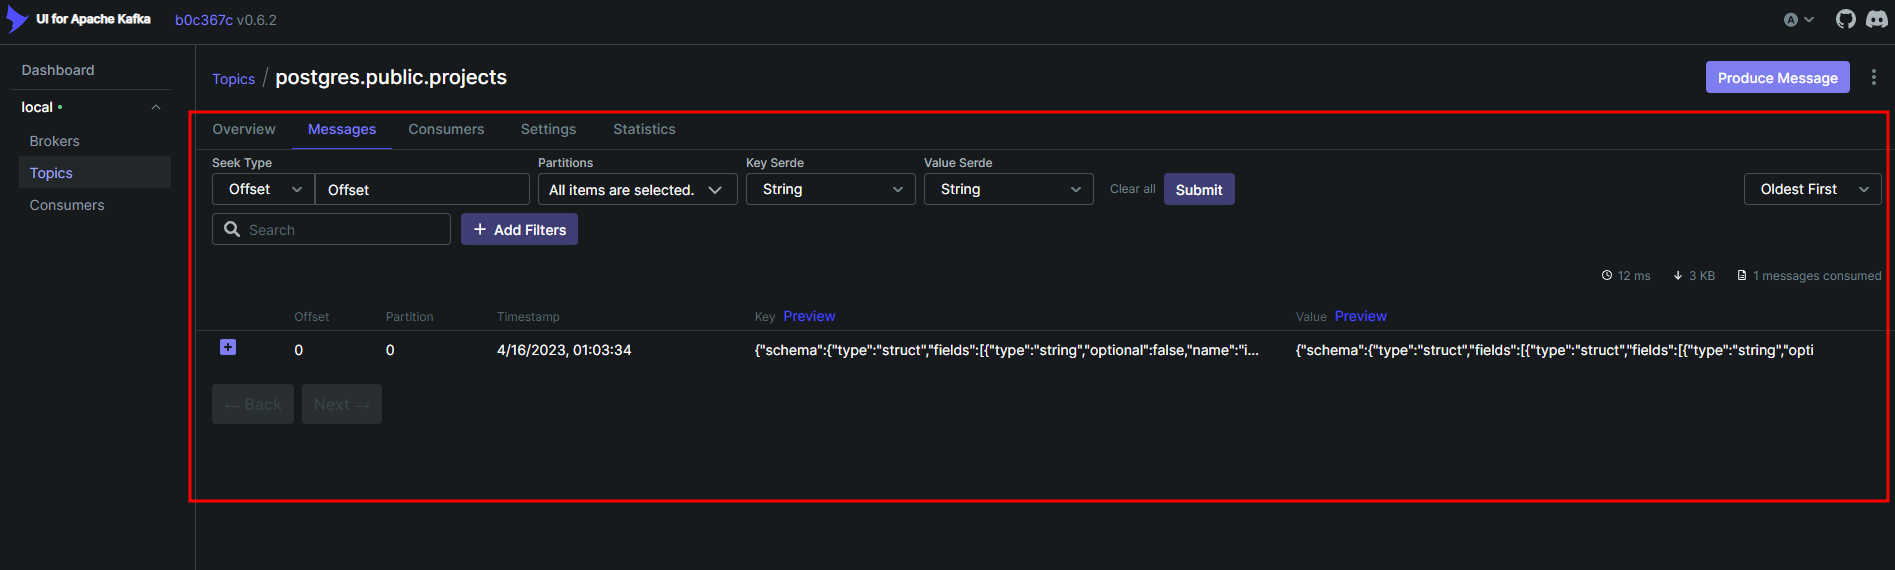 UI for Apache Kafka b0c367c v0.6.2
A
Dashboard
local
Brokers
Topics
Consumers
Topics / postgres.public.projects
Produce Message
Overview Messages Consumers Settings Statistics
Seek Type Partitions Key Serde Value Serde
Offset Offset All items are selected. String String Clear all Submit Oldest First
Search + Add Filters
12 ms 3 KB 1 messages consumed
Offset Partition Timestamp Key Preview Value Preview
0 0 4/16/2023, 01:03:34 {"schema":{"type":"struct","fields":[{"type":"string","optional":false,"name":"i... {"schema":{"type":"struct","fields":[{"type":"struct","fields":[{"type":"string","opti
← Back Next →